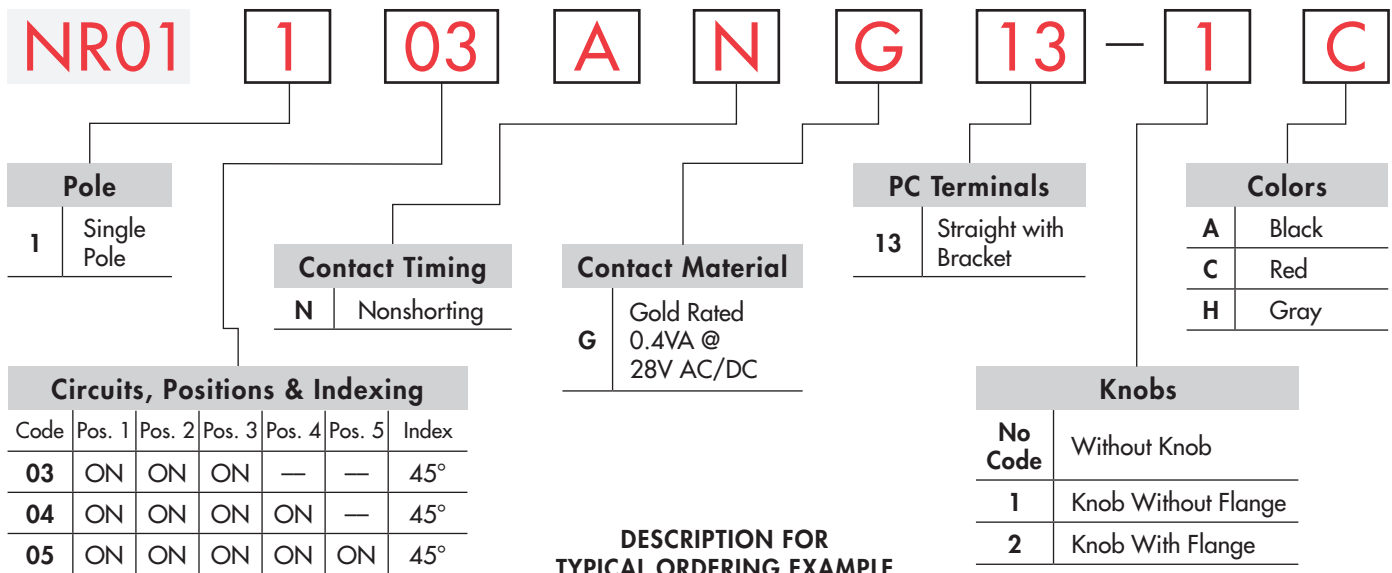 NR01 1 03 A N G 13 – 1 C
Pole
1 Single Pole
Contact Timing
N Nonshorting
Contact Material
G Gold Rated
0.4VA @
28V AC/DC
PC Terminals
13 Straight with
Bracket
Colors
A Black
C Red
H Gray
Circuits, Positions & Indexing
Code Pos. 1 Pos. 2 Pos. 3 Pos. 4 Pos. 5 Index
03 ON ON ON — — 45°
04 ON ON ON ON — 45°
05 ON ON ON ON ON 45°
Knobs
No Code Without Knob
1 Knob Without Flange
2 Knob With Flange
DESCRIPTION FOR
TYPICAL ORDERING EXAMPLE